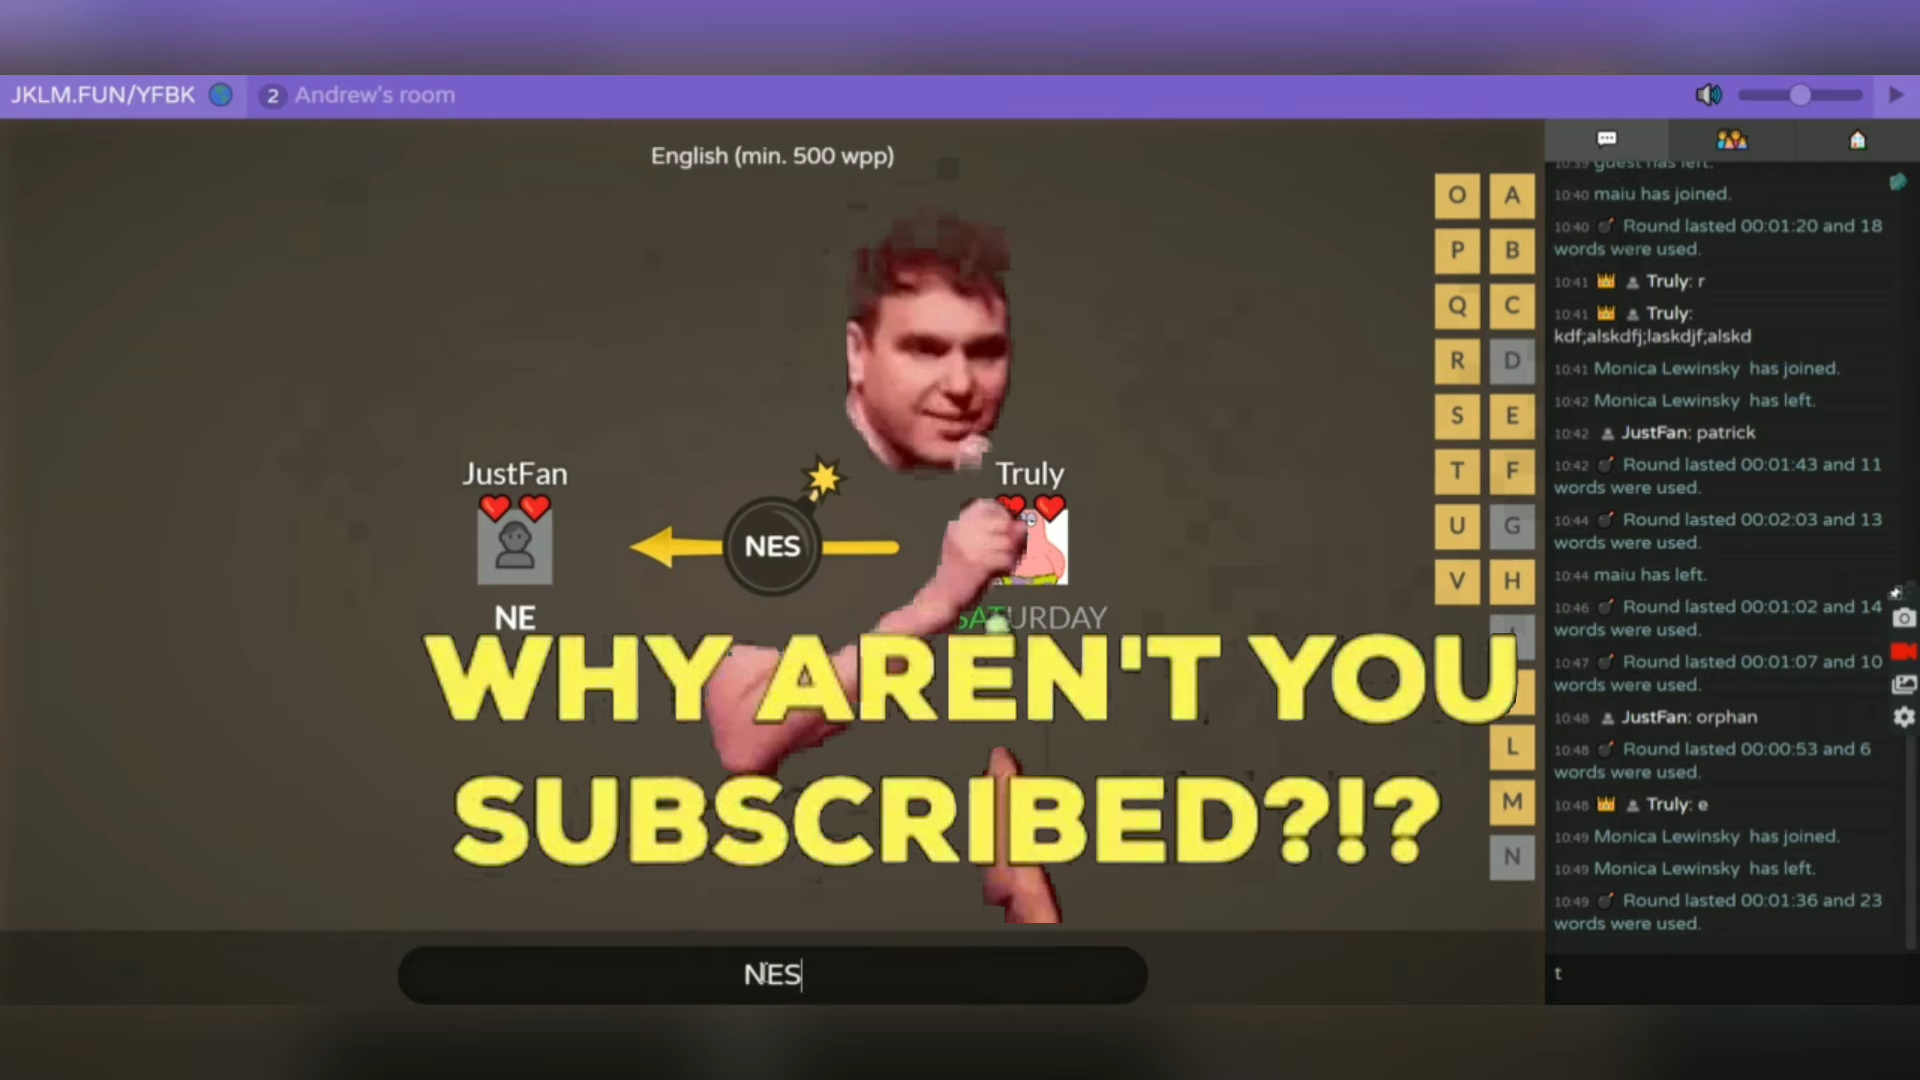 JKLM.FUN/YFBK
2 Andrew's room
English (min. 500 wpp)
JustFan
NES
Truly
NE
SATURDAY
WHY AREN'T YOU
SUBSCRIBED?!?
NES
O A
P B
Q C
R D
S E
T F
U G
V H
L
M
N
guest has left.
10:40 maiu has joined.
10:40 Round lasted 00:01:20 and 18
words were used.
10:41 Truly: r
10:41 Truly:
kdf;alskdfj;laskdjf;alskd
10:41 Monica Lewinsky has joined.
10:42 Monica Lewinsky has left.
10:42 JustFan: patrick
10:42 Round lasted 00:01:43 and 11
words were used.
10:44 Round lasted 00:02:03 and 13
words were used.
10:44 maiu has left.
10:46 Round lasted 00:01:02 and 14
words were used.
10:47 Round lasted 00:01:07 and 10
words were used.
10:48 JustFan: orphan
10:48 Round lasted 00:00:53 and 6
words were used.
10:48 Truly: e
10:49 Monica Lewinsky has joined.
10:49 Monica Lewinsky has left.
10:49 Round lasted 00:01:36 and 23
words were used.
t